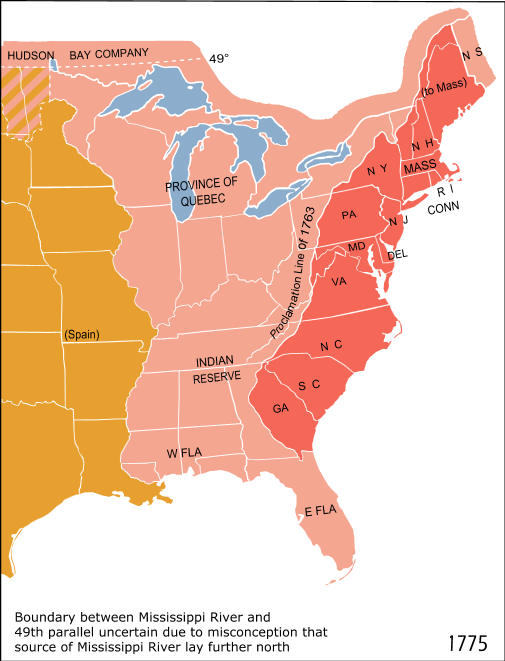 HUDSON BAY COMPANY
49°
N S
(to Mass)
N H
N Y
MASS
R I
CONN
PROVINCE OF
QUEBEC
PA
N J
MD
DEL
Proclamation Line of 1763
VA
(Spain)
N C
INDIAN
RESERVE
S C
GA
W FLA
E FLA
Boundary between Mississippi River and
49th parallel uncertain due to misconception that
source of Mississippi River lay further north
1775